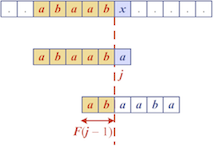 . . a b a a b x . . . . .
a b a a b a
j
a b a a b a
F(j – 1)